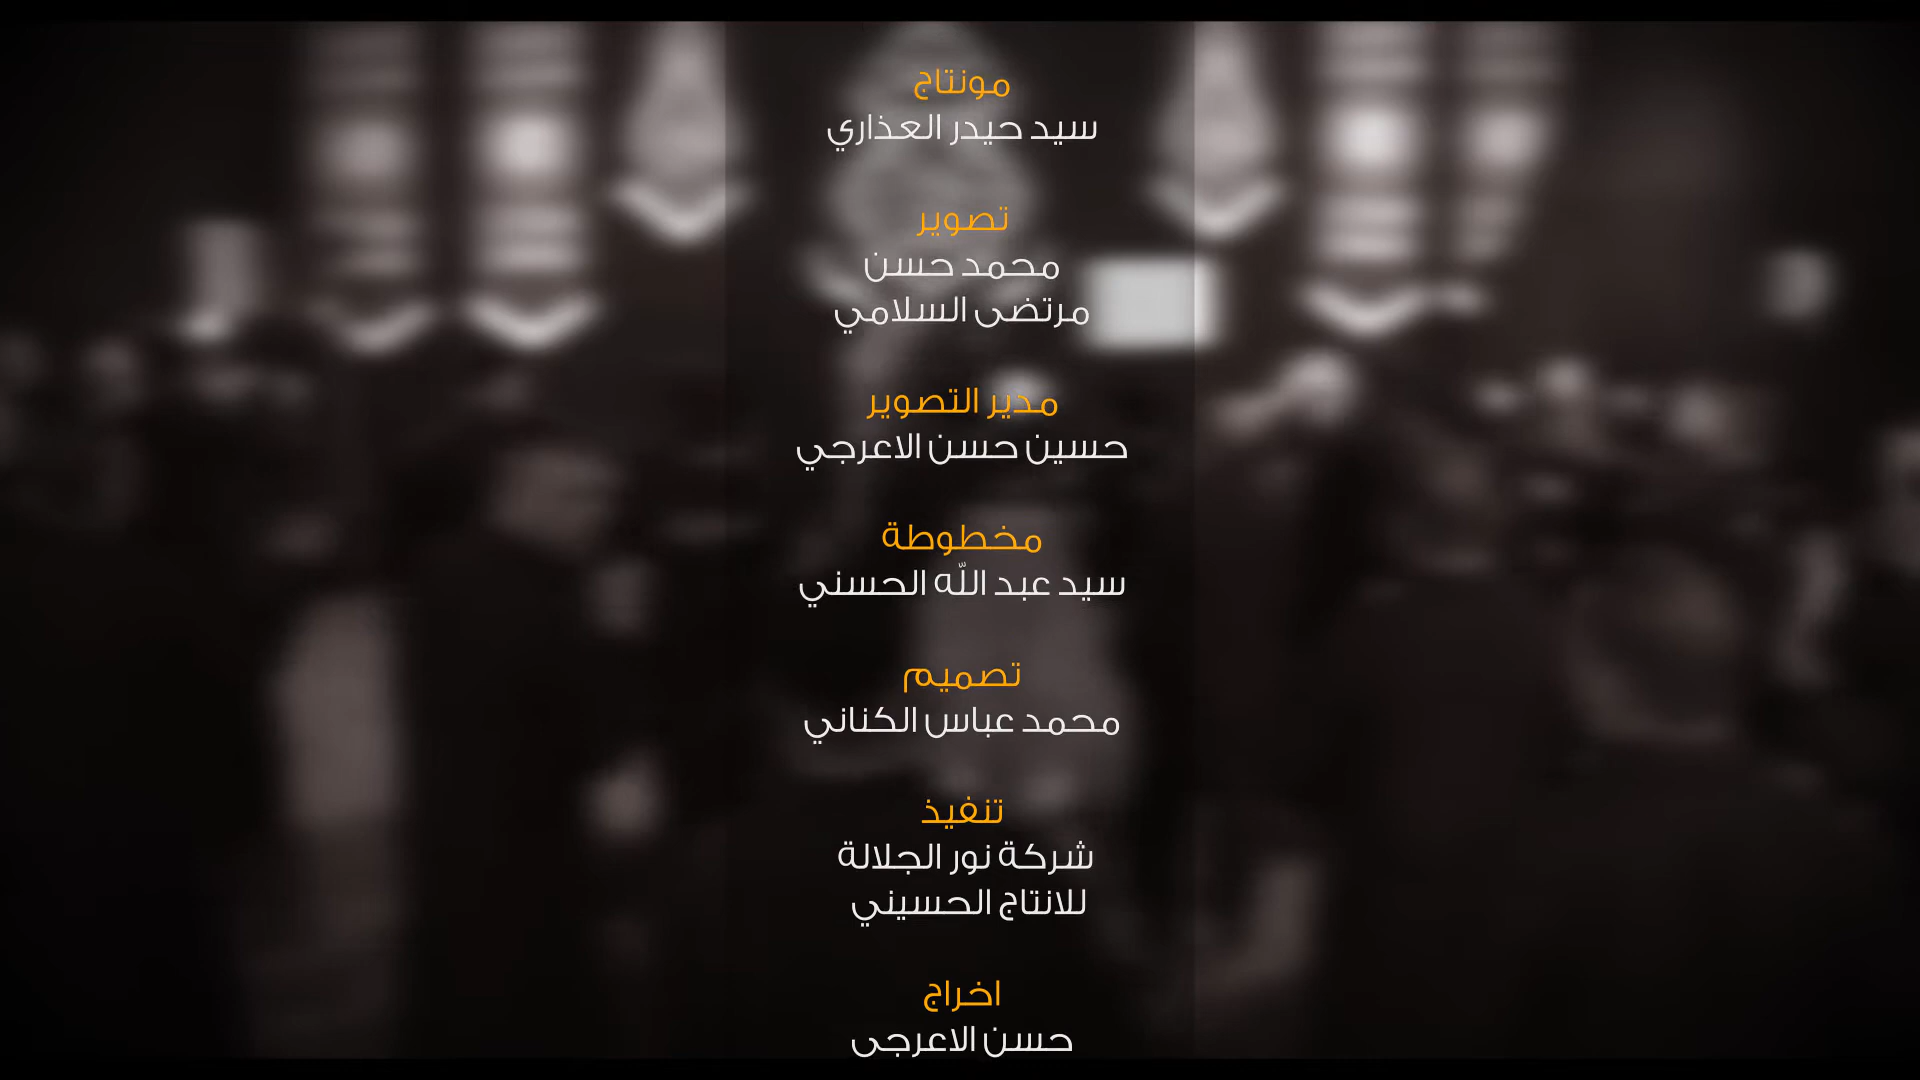 مونتاج
سيد حيدر العذاري
تصوير
محمد حسن
مرتضى السلامي
مدير التصوير
حسين حسن الاعرجي
مخطوطة
سيد عبد الله الحسني
تصميم
محمد عباس الكناني
تنفيذ
شركة نور الجلالة
للانتاج الحسيني
اخراج
حسن الاعرجي